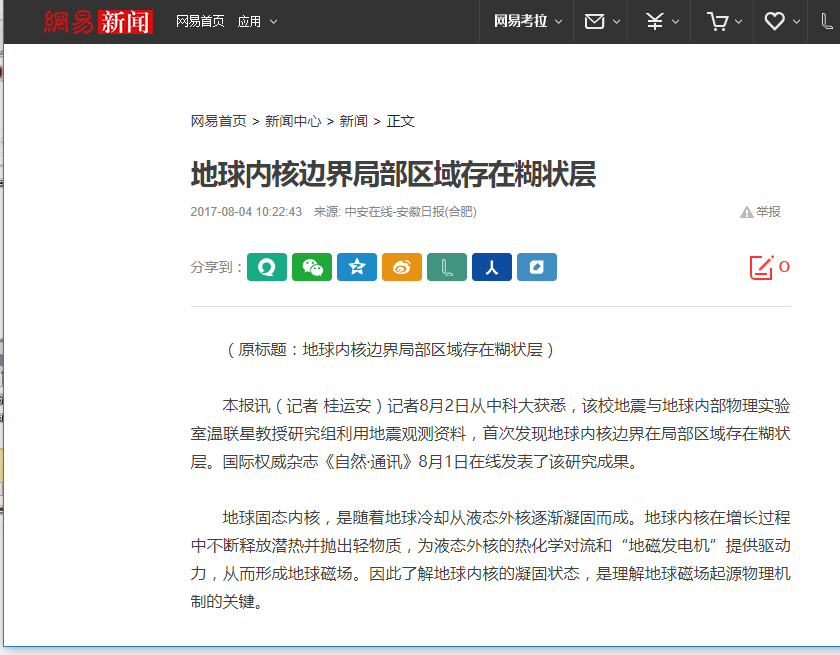 網易 新闻 网易首页 应用 网易考拉
网易首页 > 新闻中心 > 新闻 > 正文
地球内核边界局部区域存在糊状层
2017-08-04 10:22:43 来源: 中安在线-安徽日报(合肥) 举报
分享到： 0
（原标题：地球内核边界局部区域存在糊状层）
本报讯（记者 桂运安）记者8月2日从中科大获悉，该校地震与地球内部物理实验
室温联星教授研究组利用地震观测资料，首次发现地球内核边界在局部区域存在糊状
层。国际权威杂志《自然·通讯》8月1日在线发表了该研究成果。
地球固态内核，是随着地球冷却从液态外核逐渐凝固而成。地球内核在增长过程
中不断释放潜热并抛出轻物质，为液态外核的热化学对流和“地磁发电机”提供驱动
力，从而形成地球磁场。因此了解地球内核的凝固状态，是理解地球磁场起源物理机
制的关键。